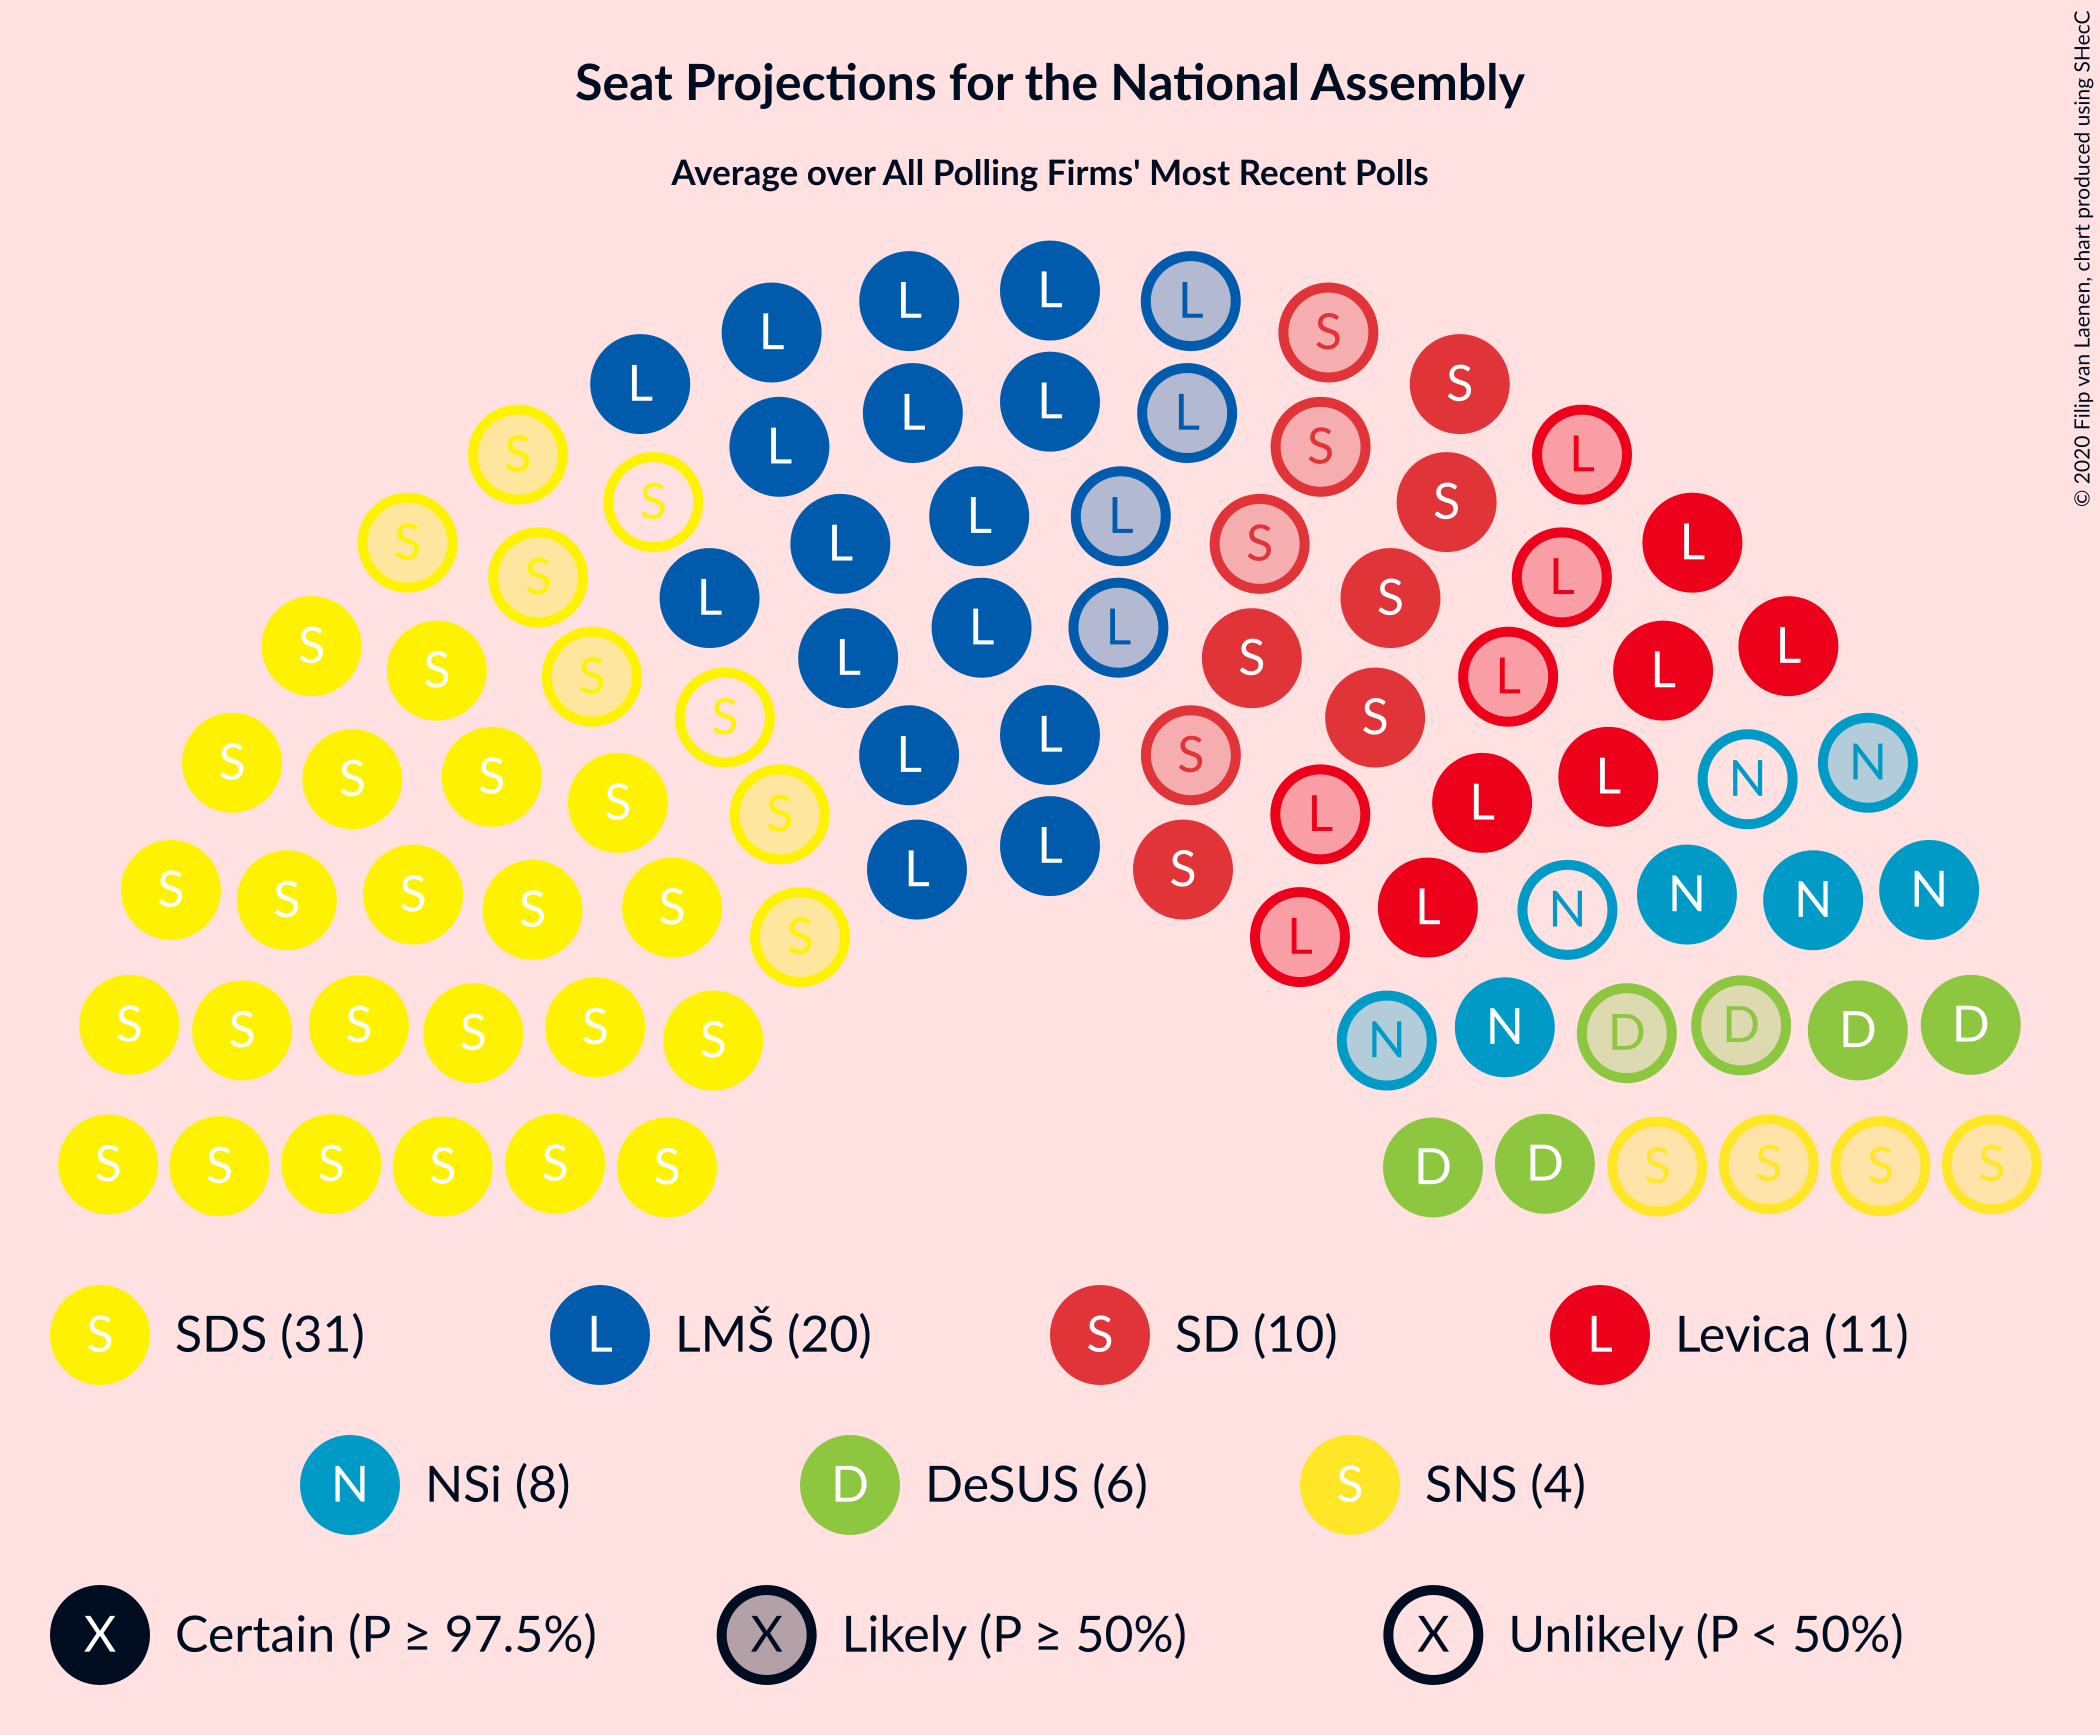 Seat Projections for the National Assembly
Average over All Polling Firms' Most Recent Polls
© 2020 Filip van Laenen, chart produced using SHecC
L L L L L S
L S
L L L S
S L
L S S
L L L S
S L
S S L
L L L S
S L
S S L L
L L L S
S S L L
L L S
S S S S S L L L N N
L L S
S S S S S S L L N N N N
S S S S S S N N D D D D
S S S S S S D D S S S S
S SDS (31) L LMŠ (20) S SD (10) L Levica (11)
N NSi (8) D DeSUS (6) S SNS (4)
X Certain (P ≥ 97.5%) X Likely (P ≥ 50%) X Unlikely (P < 50%)